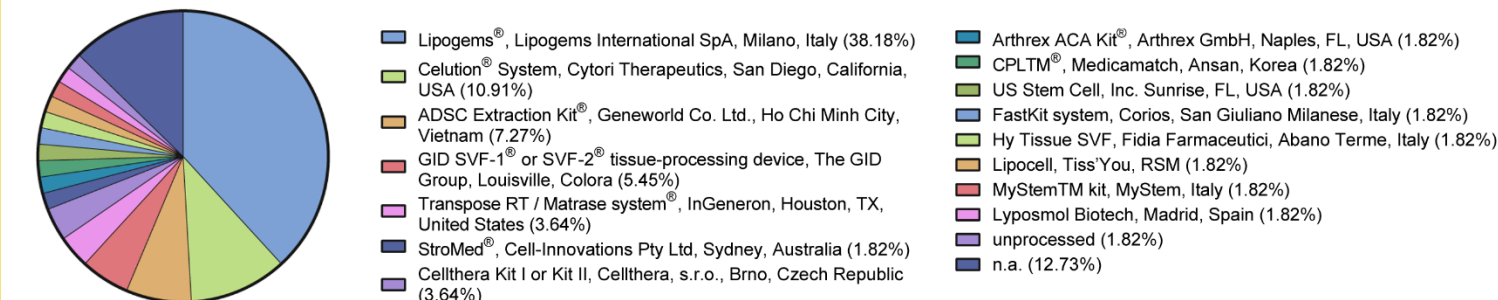 Lipogems®, Lipogems International SpA, Milano, Italy (38.18%)
Celution® System, Cytori Therapeutics, San Diego, California,
USA (10.91%)
ADSC Extraction Kit®, Geneworld Co. Ltd., Ho Chi Minh City,
Vietnam (7.27%)
GID SVF-1® or SVF-2® tissue-processing device, The GID
Group, Louisville, Colora (5.45%)
Transpose RT / Matrase system®, InGeneron, Houston, TX,
United States (3.64%)
StroMed®, Cell-Innovations Pty Ltd, Sydney, Australia (1.82%)
Cellthera Kit I or Kit II, Cellthera, s.r.o., Brno, Czech Republic
(3.64%)
Arthrex ACA Kit®, Arthrex GmbH, Naples, FL, USA (1.82%)
CPLTM®, Medicamatch, Ansan, Korea (1.82%)
US Stem Cell, Inc. Sunrise, FL, USA (1.82%)
FastKit system, Corios, San Giuliano Milanese, Italy (1.82%)
Hy Tissue SVF, Fidia Farmaceutici, Abano Terme, Italy (1.82%)
Lipocell, Tiss'You, RSM (1.82%)
MyStemTM kit, MyStem, Italy (1.82%)
Lyposmol Biotech, Madrid, Spain (1.82%)
unprocessed (1.82%)
n.a. (12.73%)